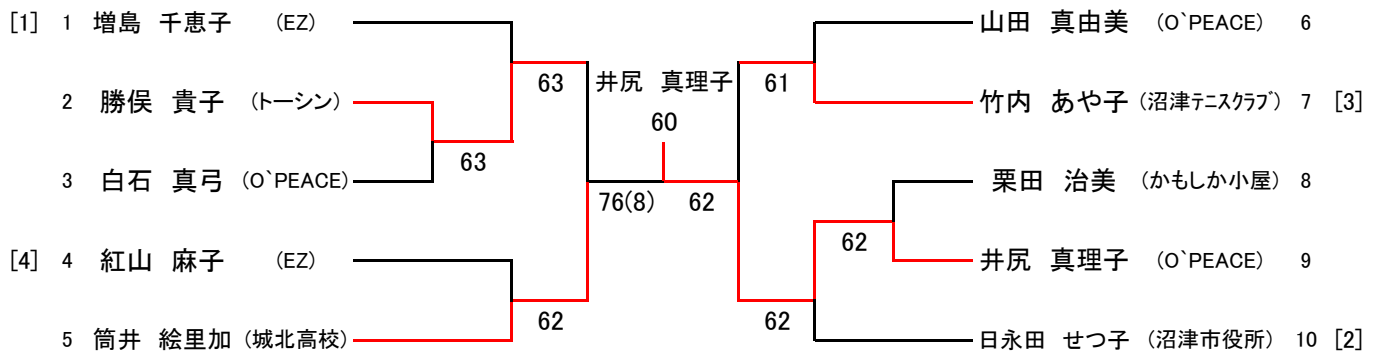 [1] 1 増島 千恵子 (EZ)
2 勝俣 貴子 (トーシン)
3 白石 真弓 (O`PEACE)
[4] 4 紅山 麻子 (EZ)
5 筒井 絵里加 (城北高校)
63
63
62
76(8)
井尻 真理子
60
62
61
62
62
山田 真由美 (O`PEACE) 6
竹内 あや子 (沼津テニスクラブ) 7 [3]
栗田 治美 (かもしか小屋) 8
井尻 真理子 (O`PEACE) 9
日永田 せつ子 (沼津市役所) 10 [2]